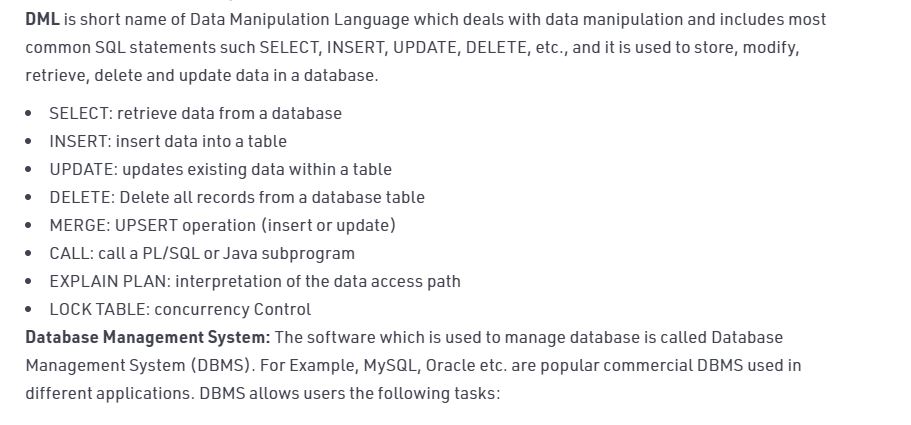 DML is short name of Data Manipulation Language which deals with data manipulation and includes most
common SQL statements such SELECT, INSERT, UPDATE, DELETE, etc., and it is used to store, modify,
retrieve, delete and update data in a database.
• SELECT: retrieve data from a database
• INSERT: insert data into a table
• UPDATE: updates existing data within a table
• DELETE: Delete all records from a database table
• MERGE: UPSERT operation (insert or update)
• CALL: call a PL/SQL or Java subprogram
• EXPLAIN PLAN: interpretation of the data access path
• LOCK TABLE: concurrency Control
Database Management System: The software which is used to manage database is called Database
Management System (DBMS). For Example, MySQL, Oracle etc. are popular commercial DBMS used in
different applications. DBMS allows users the following tasks: